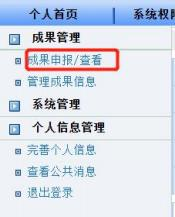 个人首页 系统权
成果管理
成果申报/查看
管理成果信息
系统管理
个人信息管理
完善个人信息
查看公共消息
退出登录